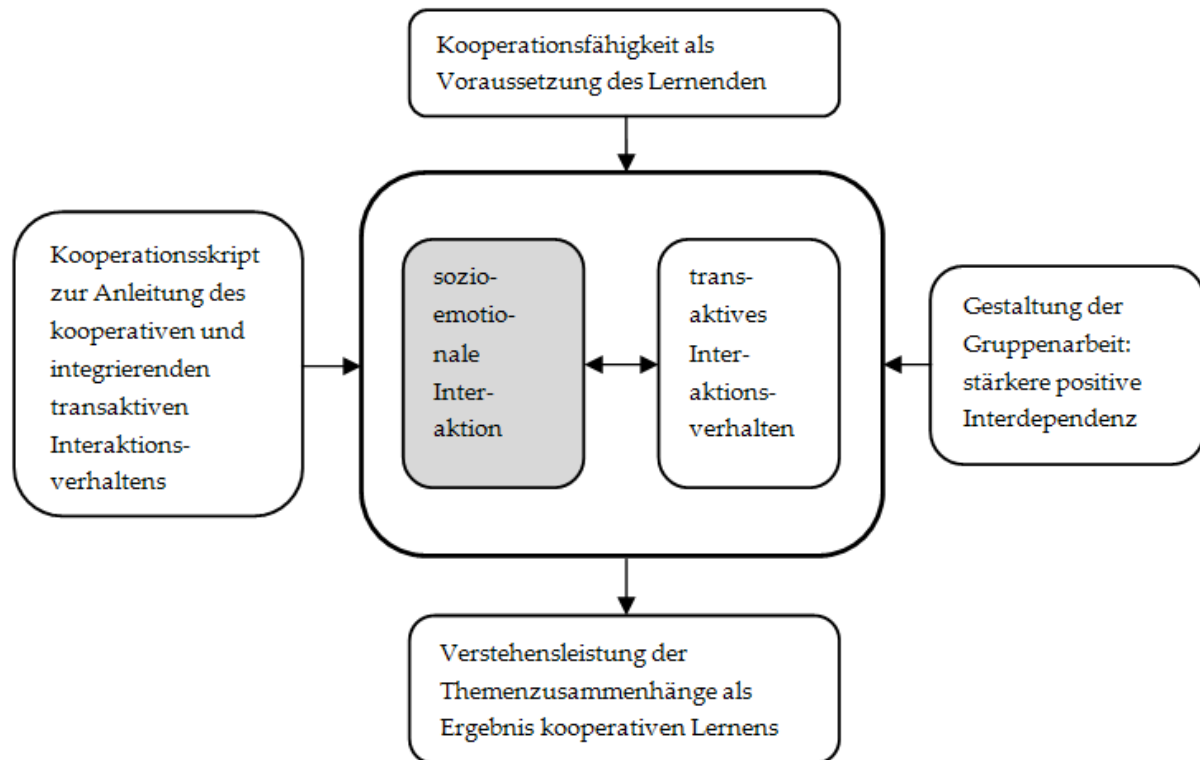 Kooperationsfähigkeit als
Voraussetzung des Lernenden
Kooperationsskript
zur Anleitung des
kooperativen und
integrierenden
transaktiven
Interaktions-
verhaltens
sozio-
emotio-
nale
Inter-
aktion
trans-
aktives
Inter-
aktions-
verhalten
Gestaltung der
Gruppenarbeit:
stärkere positive
Interdependenz
Verstehensleistung der
Themenzusammenhänge als
Ergebnis kooperativen Lernens